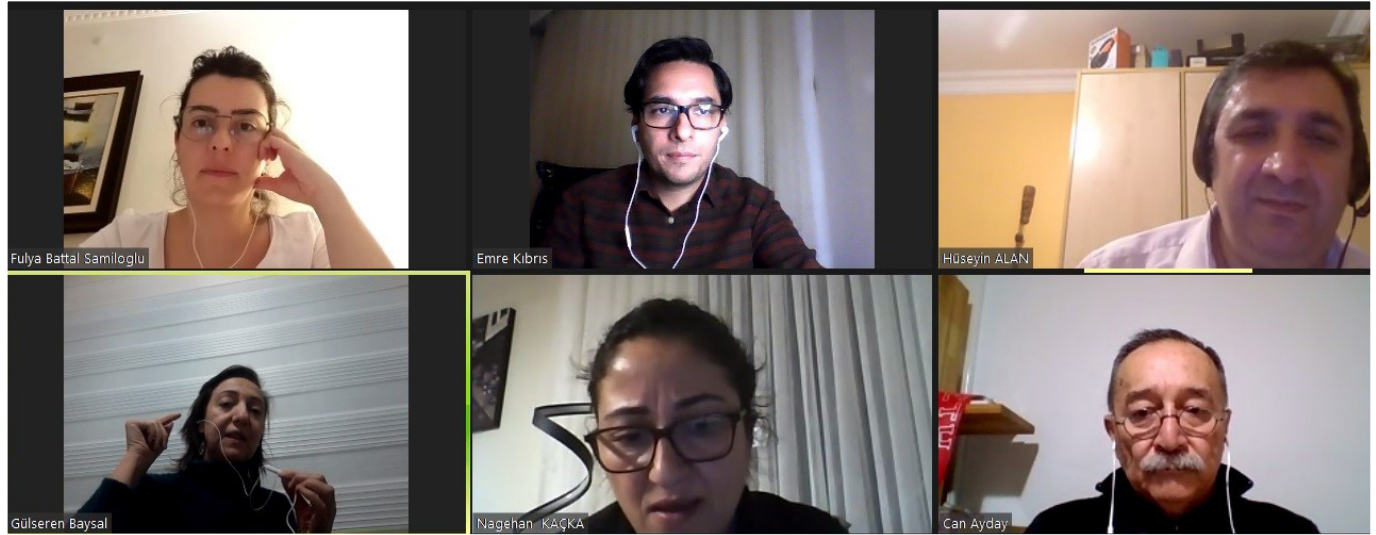 Fulya Battal Samiloglu
Emre Kıbrıs
Hüseyin ALAN
Gülseren Baysal
Nagehan KAÇKA
Can Ayday